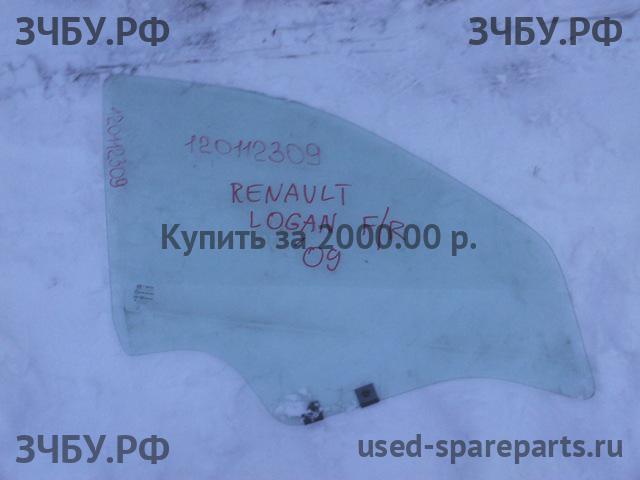 ЗЧБУ.РФ ЗЧБУ.РФ
120112309
120112309
RENAULT
LOGAN F/R
Купить за 2000.00 р.
09
ЗЧБУ.РФ used-spareparts.ru